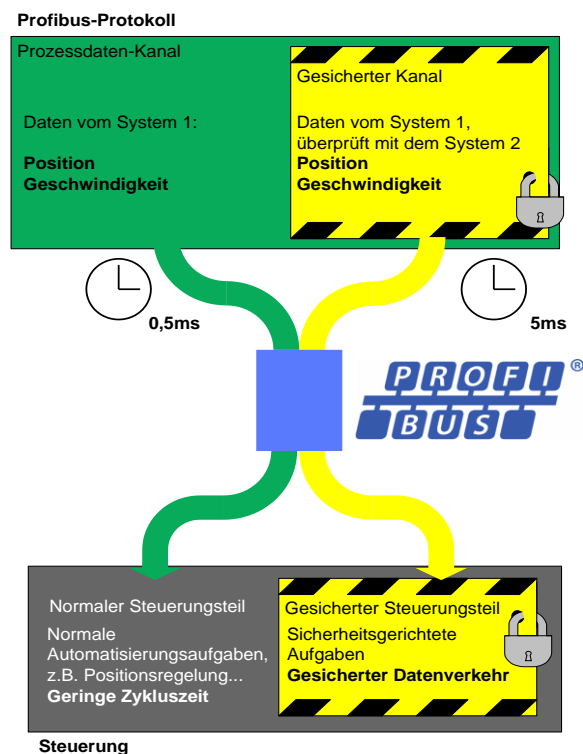 Profibus-Protokoll
Prozessdaten-Kanal
Gesicherter Kanal
Daten vom System 1:
Position
Geschwindigkeit
Daten vom System 1,
überprüft mit dem System 2
Position
Geschwindigkeit
0,5ms
5ms
PROFI
BUS
®
Normaler Steuerungsteil
Normale
Automatisierungsaufgaben,
z.B. Positionsregelung...
Geringe Zykluszeit
Gesicherter Steuerungsteil
Sicherheitsgerichtete
Aufgaben
Gesicherter Datenverkehr
Steuerung